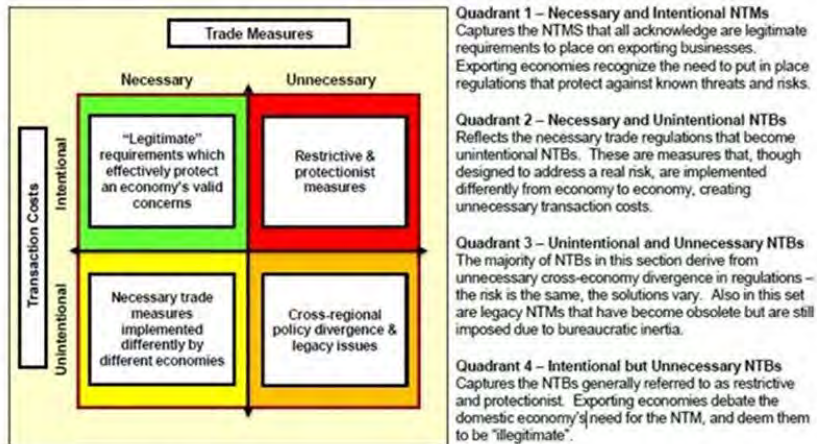 Trade Measures
Necessary
Unnecessary
Transaction Costs
Intentional
Unintentional
"Legitimate"
requirements which
effectively protect
an economy's valid
concerns
Restrictive &
protectionist
measures
Necessary trade
measures
implemented
differently by
different economies
Cross-regional
policy divergence &
legacy issues
Quadrant 1 – Necessary and Intentional NTMs
Captures the NTMS that all acknowledge are legitimate
requirements to place on exporting businesses.
Exporting economies recognize the need to put in place
regulations that protect against known threats and risks.
Quadrant 2 – Necessary and Unintentional NTBs
Reflects the necessary trade regulations that become
unintentional NTBs. These are measures that, though
designed to address a real risk, are implemented
differently from economy to economy, creating
unnecessary transaction costs.
Quadrant 3 – Unintentional and Unnecessary NTBs
The majority of NTBs in this section derive from
unnecessary cross-economy divergence in regulations –
the risk is the same, the solutions vary. Also in this set
are legacy NTMs that have become obsolete but are still
imposed due to bureaucratic inertia.
Quadrant 4 – Intentional but Unnecessary NTBs
Captures the NTBs generally referred to as restrictive
and protectionist. Exporting economies debate the
domestic economy's need for the NTM, and deem them
to be "illegitimate".